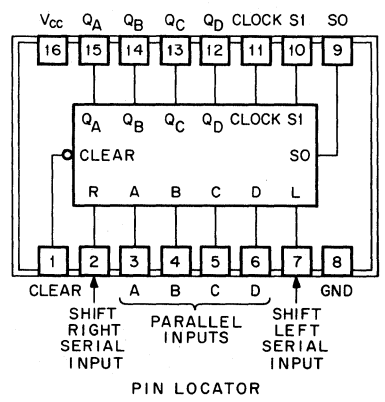 VCC QA QB QC QD CLOCK S1 SO
16 15 14 13 12 11 10 9
QA QB QC QD CLOCK S1
CLEAR SO
R A B C D L
1 2 3 4 5 6 7 8
CLEAR A B C D GND
SHIFT RIGHT SERIAL INPUT
PARALLEL INPUTS
SHIFT LEFT SERIAL INPUT
PIN LOCATOR